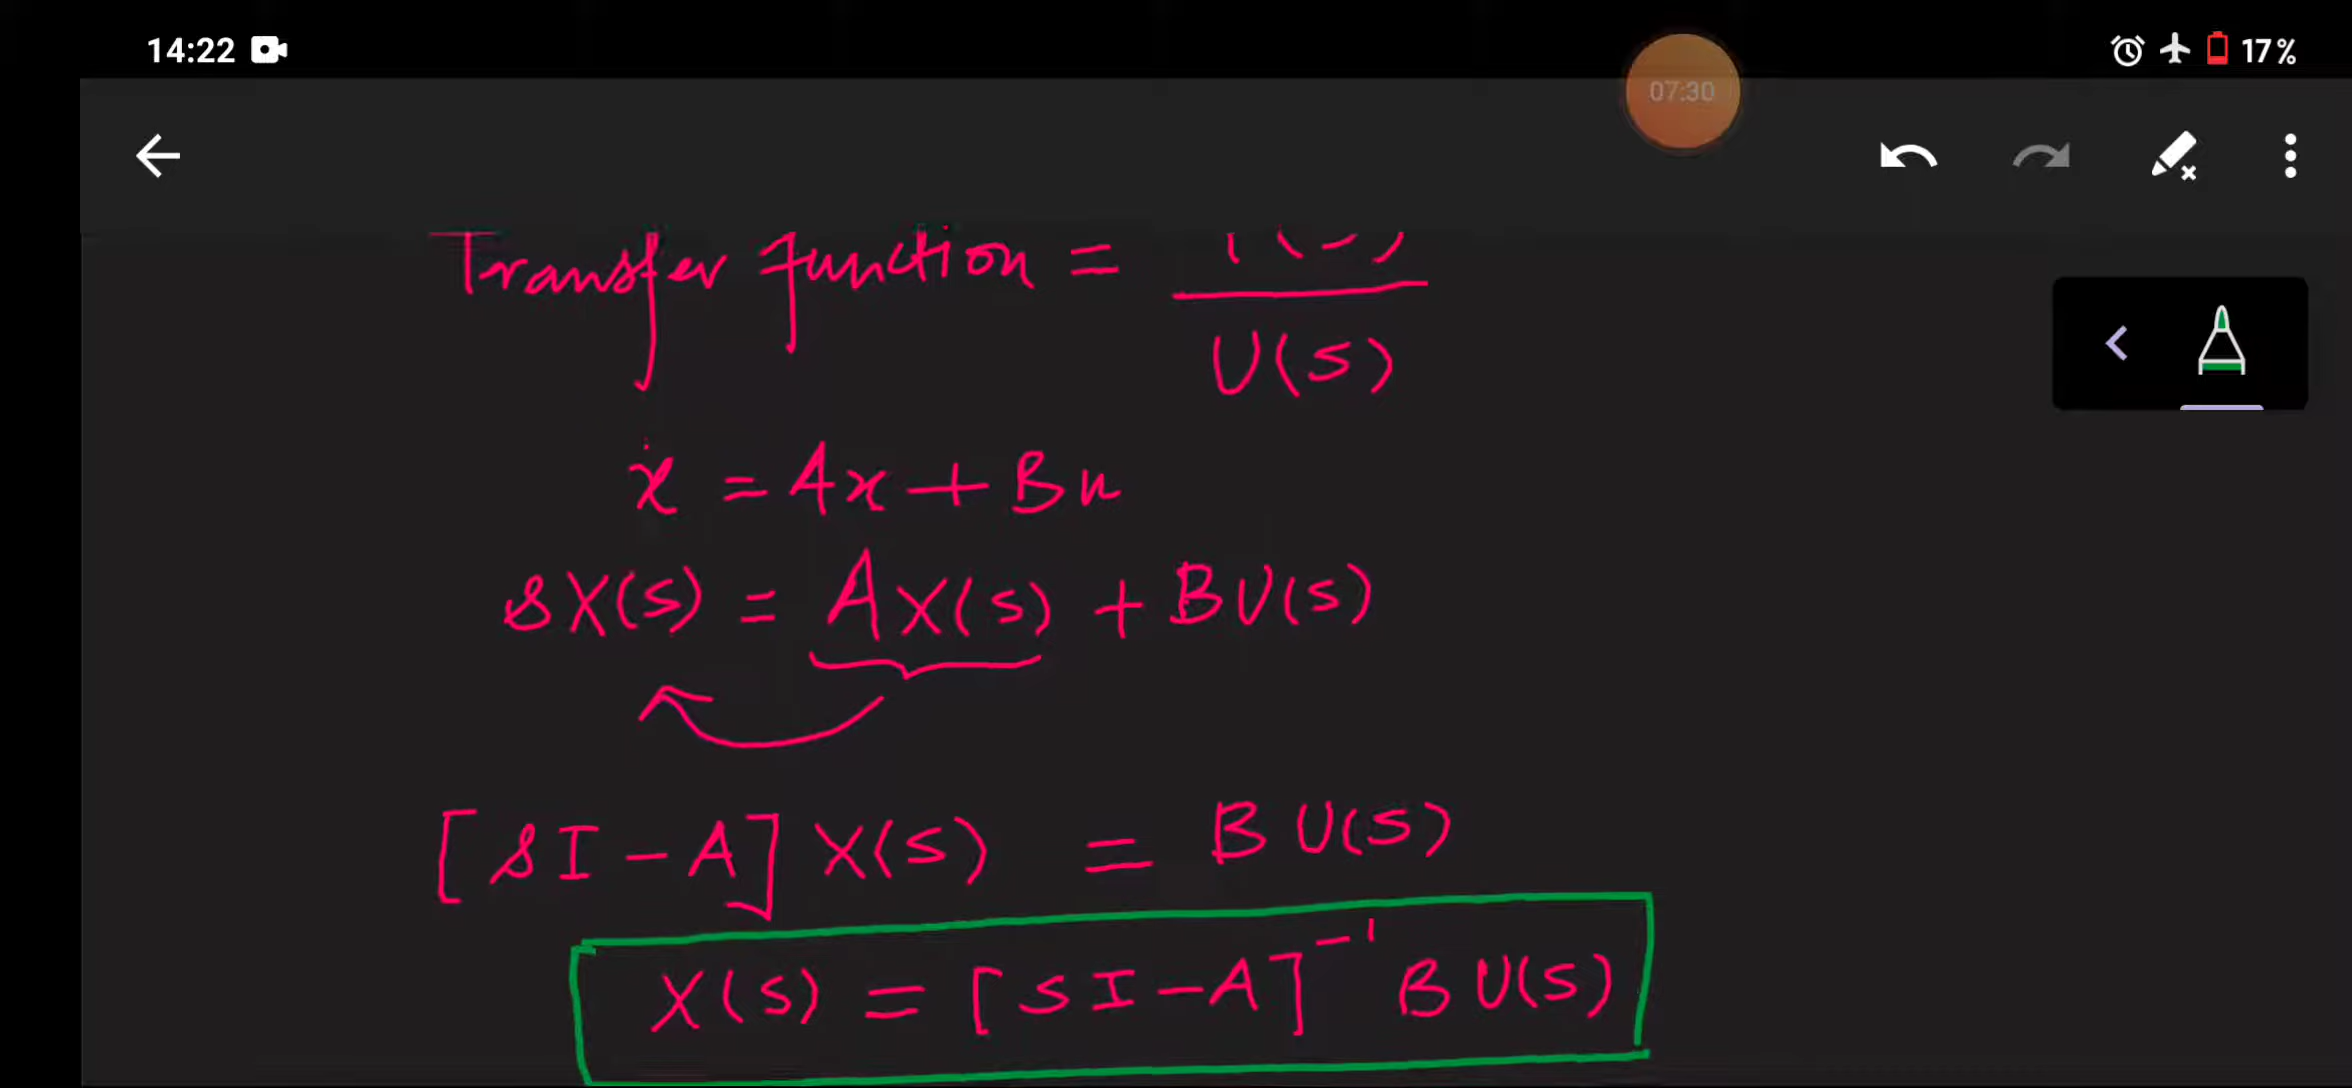 14:22 17%
07:30
Transfer function =
U(s)
ẋ = Ax + Bu
sX(s) = AX(s) + BU(s)
[sI - A] X(s) = B U(s)
X(s) = [sI - A]⁻¹ B U(s)